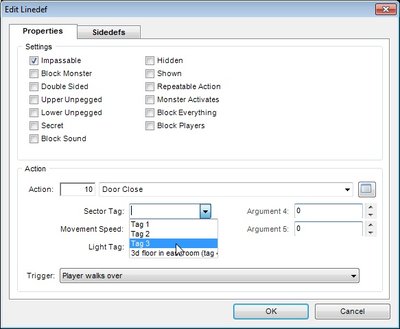 Edit Linedef
Properties Sidedefs
Settings
Impassable Hidden
Block Monster Shown
Double Sided Repeatable Action
Upper Unpegged Monster Activates
Lower Unpegged Block Everything
Secret Block Players
Block Sound
Action
Action: 10 Door Close
Sector Tag: Argument 4: 0
Tag 1
Movement Speed: Tag 2 Argument 5: 0
Tag 3
Light Tag: 3d floor in east room (tag 4
Trigger: Player walks over
OK Cancel